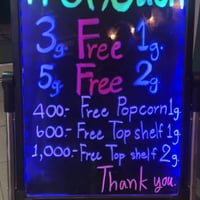 3g. Free 1g.
5g. Free 2g.
400.- Free Popcorn 1g.
600.- Free Top shelf 1g.
1,000.- Free Top shelf 2g.
Thank you.